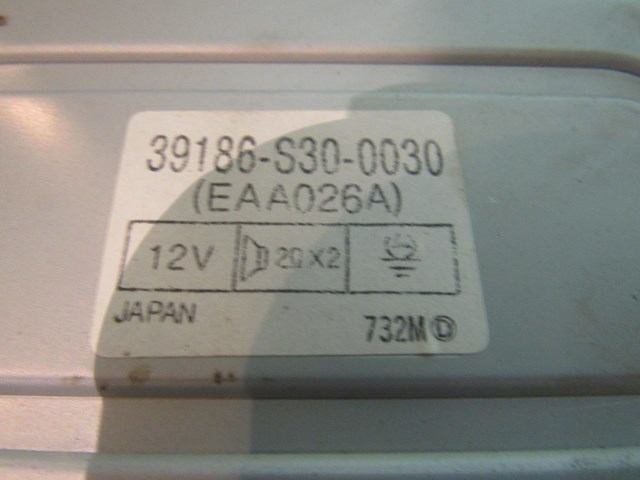 39186-S30-0030
(EAA026A)
12V 2Ω X2
JAPAN
732M Ⓓ